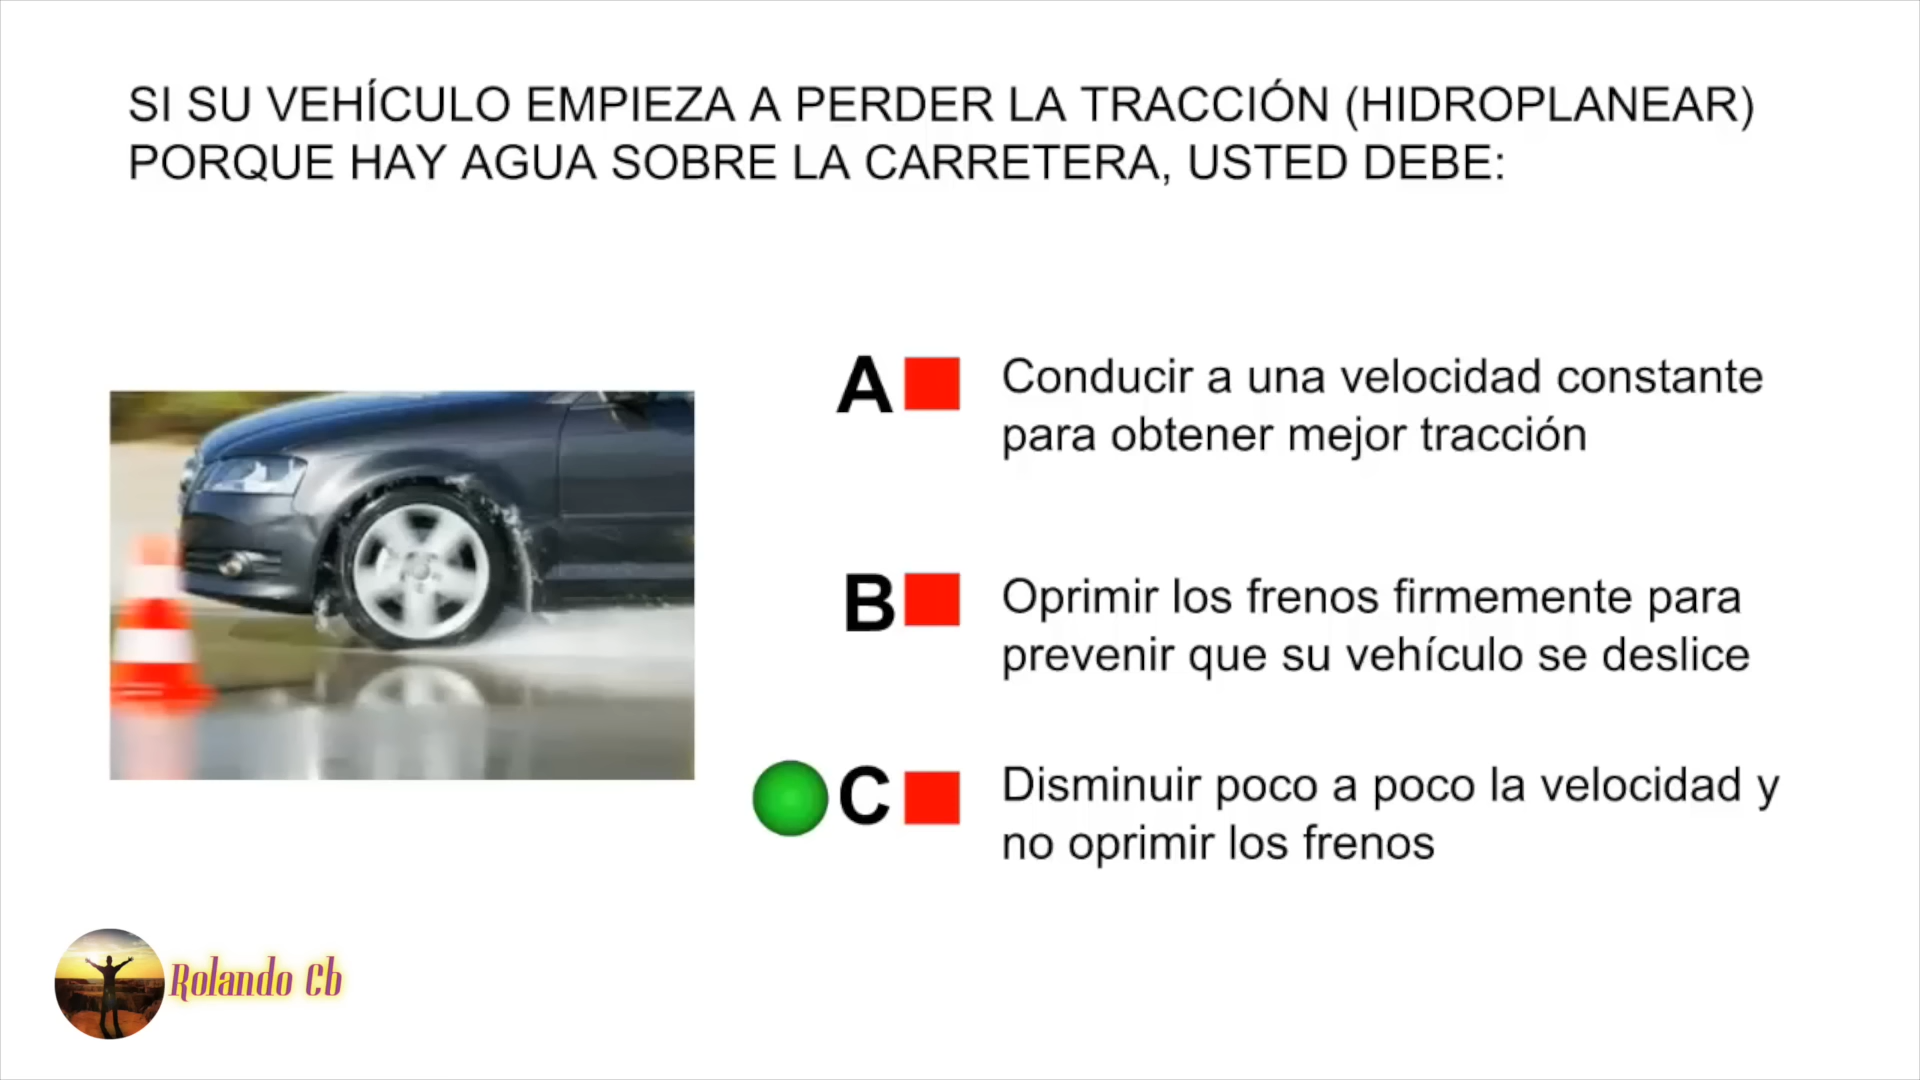 SI SU VEHÍCULO EMPIEZA A PERDER LA TRACCIÓN (HIDROPLANEAR)
PORQUE HAY AGUA SOBRE LA CARRETERA, USTED DEBE:
A Conducir a una velocidad constante
para obtener mejor tracción
B Oprimir los frenos firmemente para
prevenir que su vehículo se deslice
C Disminuir poco a poco la velocidad y
no oprimir los frenos
Rolando Cb